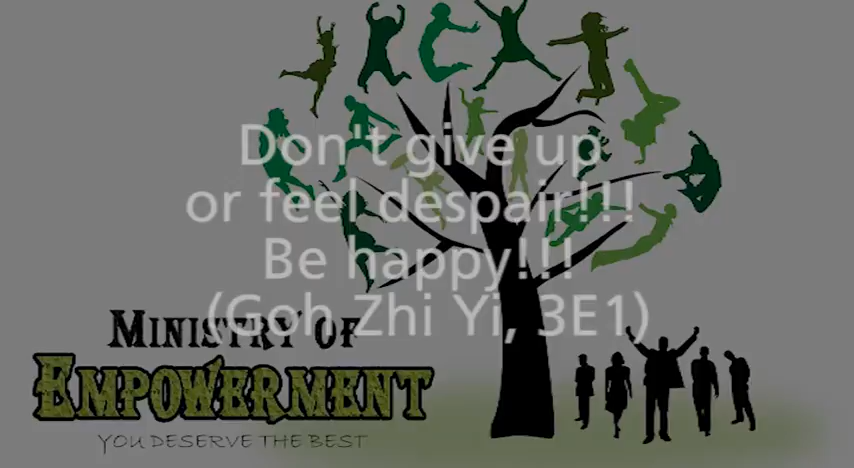 Don't give up
or feel despair!!!
Be happy!!!
(Goh Zhi Yi, 3E1)
MINISTRY OF
EMPOWERMENT
YOU DESERVE THE BEST